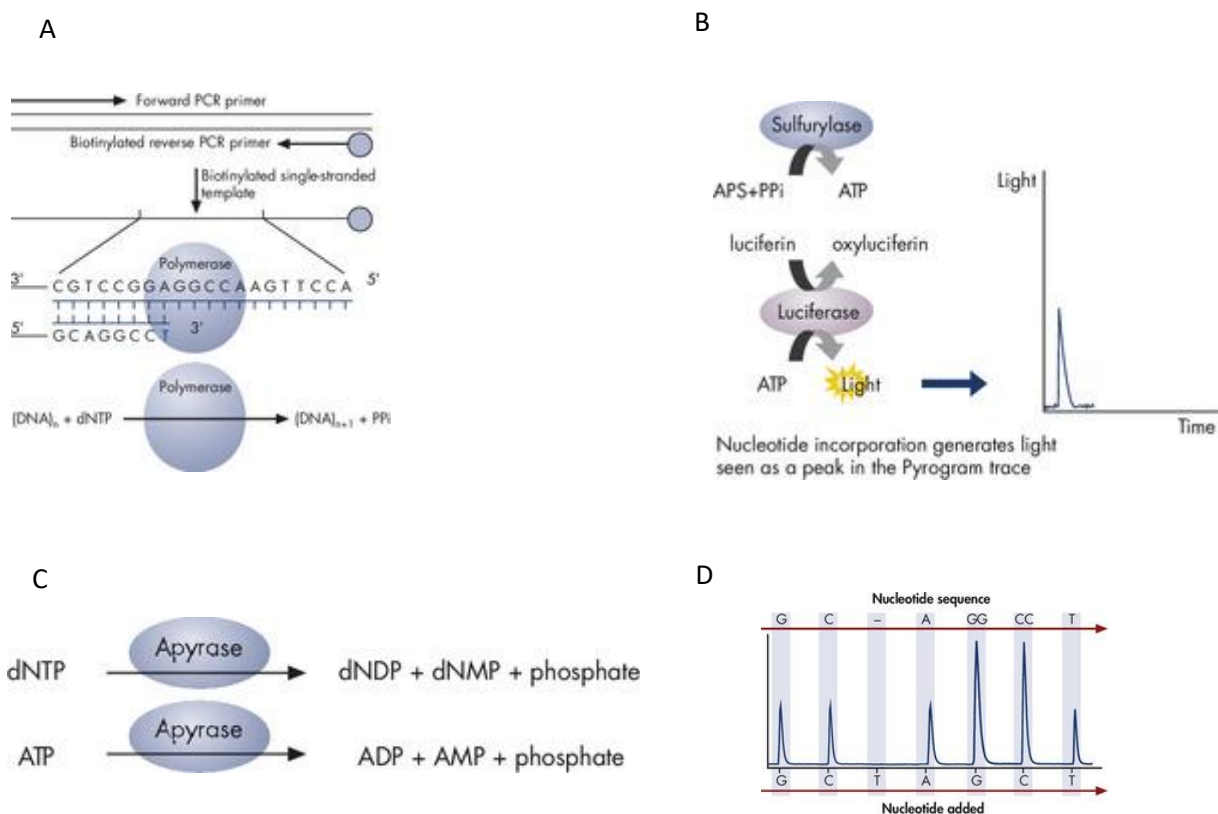 A
Forward PCR primer
Biotinylated reverse PCR primer
Biotinylated single-stranded
template
Polymerase
3' CGTCCGGAGGCCAAGTTCCA 5'
5' GCAGGCCT 3'
Polymerase
(DNA)n + dNTP (DNA)n+1 + PPi
B
Sulfurylase
APS+PPi ATP
luciferin oxyluciferin
Luciferase
ATP Light
Light
Time
Nucleotide incorporation generates light
seen as a peak in the Pyrogram trace
C
Apyrase
dNTP dNDP + dNMP + phosphate
Apyrase
ATP ADP + AMP + phosphate
D
Nucleotide sequence
G C – A GG CC T
G C T A G C T
Nucleotide added